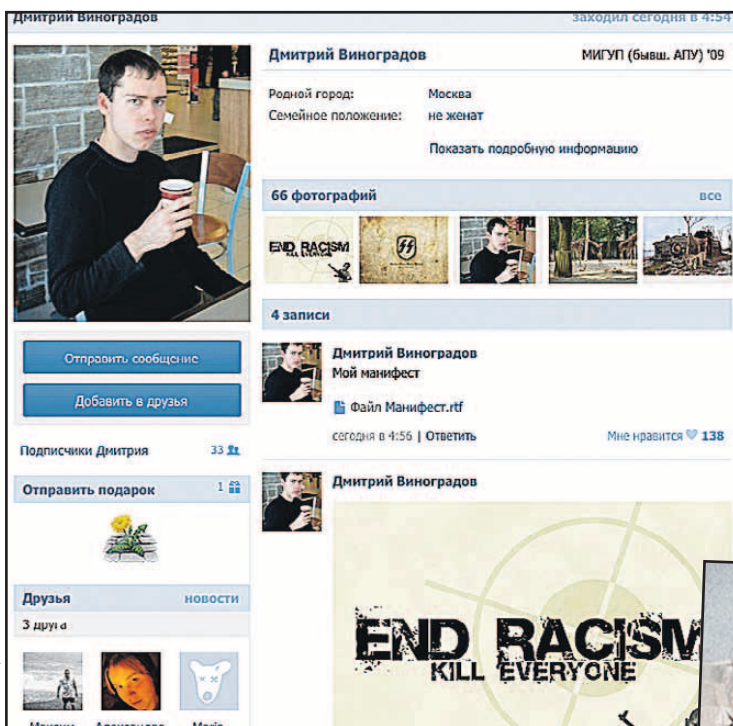 Дмитрий Виноградов
заходил сегодня в 4:54
Дмитрий Виноградов
МИГУП (бывш. АПУ) '09
Родной город: Москва
Семейное положение: не женат
Показать подробную информацию
66 фотографий
все
END RACISM
KILL EVERYONE
4 записи
Дмитрий Виноградов
Мой манифест
Файл Манифест.rtf
сегодня в 4:56 | Ответить
Мне нравится 138
Дмитрий Виноградов
END RACISM
KILL EVERYONE
Отправить сообщение
Добавить в друзья
Подписчики Дмитрия 33
Отправить подарок 1
Друзья
новости
3 друга